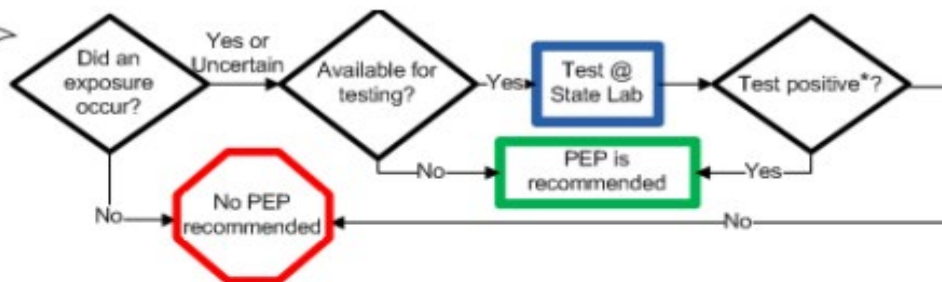 Did an
exposure
occur?
Yes or
Uncertain
Available for
testing?
Yes
Test @
State Lab
Test positive*?
No
PEP is
recommended
Yes
No
No PEP
recommended
No